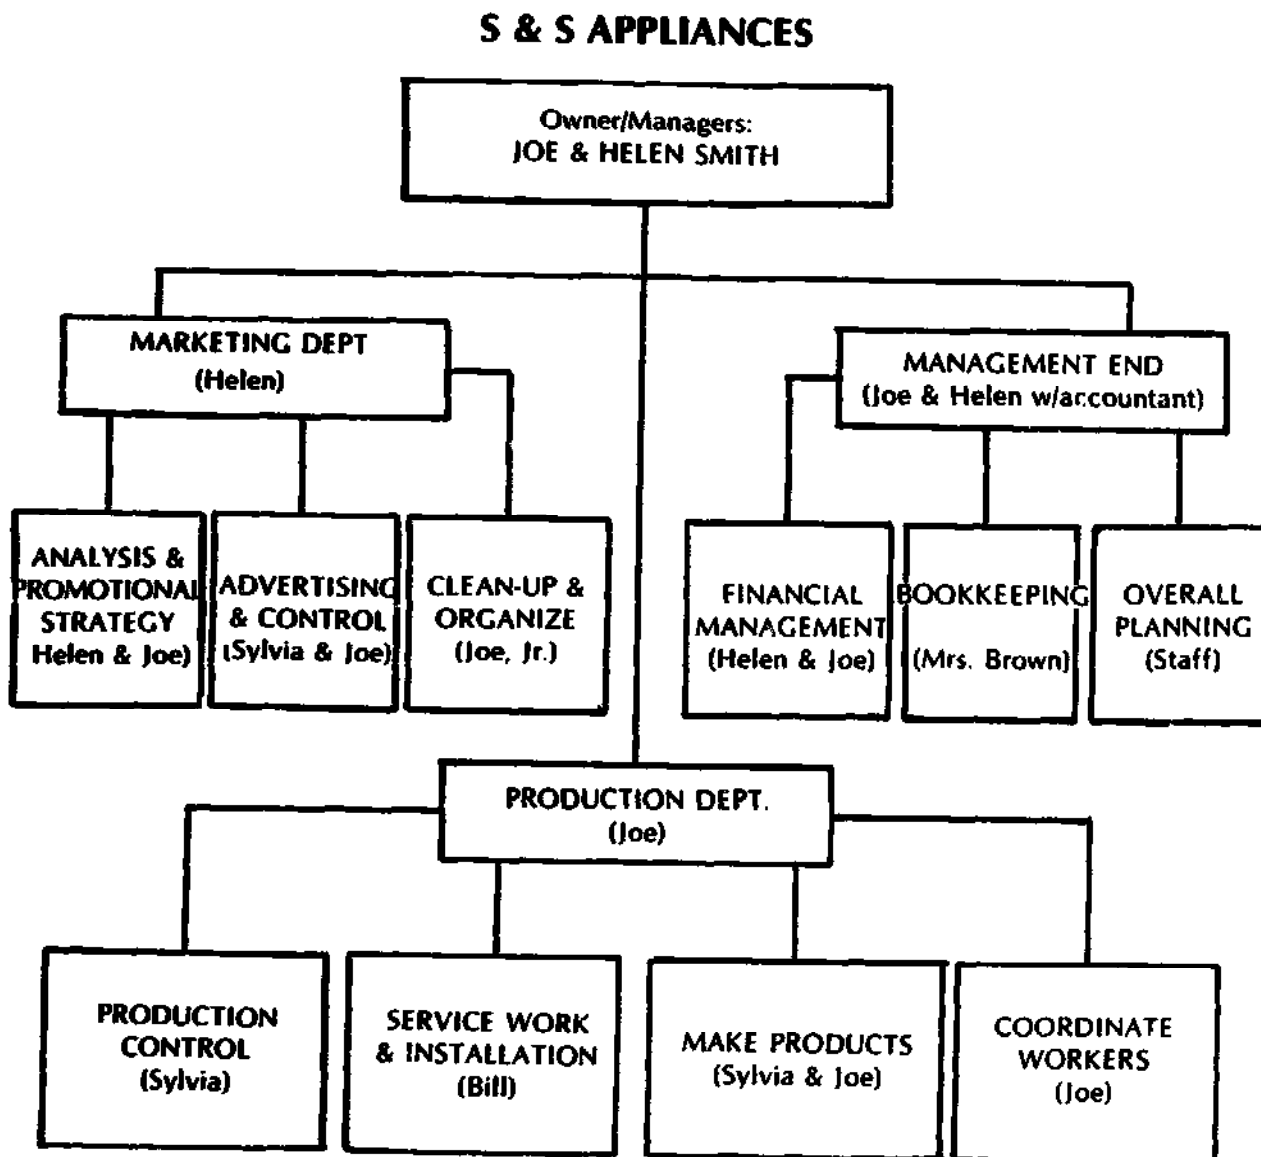 S & S APPLIANCES
Owner/Managers:
JOE & HELEN SMITH
MARKETING DEPT
(Helen)
MANAGEMENT END
(Joe & Helen w/accountant)
ANALYSIS &
PROMOTIONAL
STRATEGY
Helen & Joe)
ADVERTISING
& CONTROL
(Sylvia & Joe)
CLEAN-UP &
ORGANIZE
(Joe, Jr.)
FINANCIAL
MANAGEMENT
(Helen & Joe)
BOOKKEEPING
(Mrs. Brown)
OVERALL
PLANNING
(Staff)
PRODUCTION DEPT.
(Joe)
PRODUCTION
CONTROL
(Sylvia)
SERVICE WORK
& INSTALLATION
(Bill)
MAKE PRODUCTS
(Sylvia & Joe)
COORDINATE
WORKERS
(Joe)